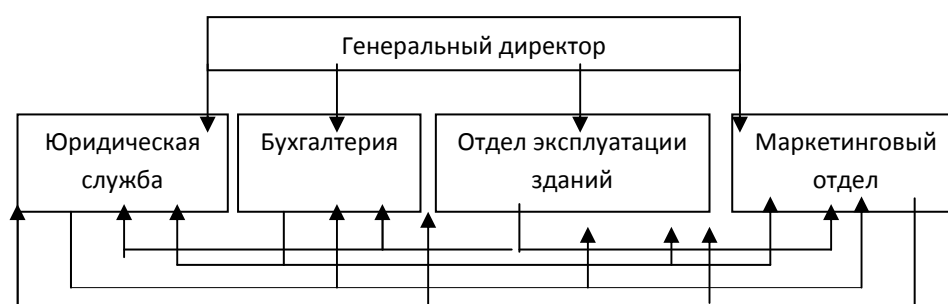 Генеральный директор
Юридическая
служба
Бухгалтерия
Отдел эксплуатации
зданий
Маркетинговый
отдел